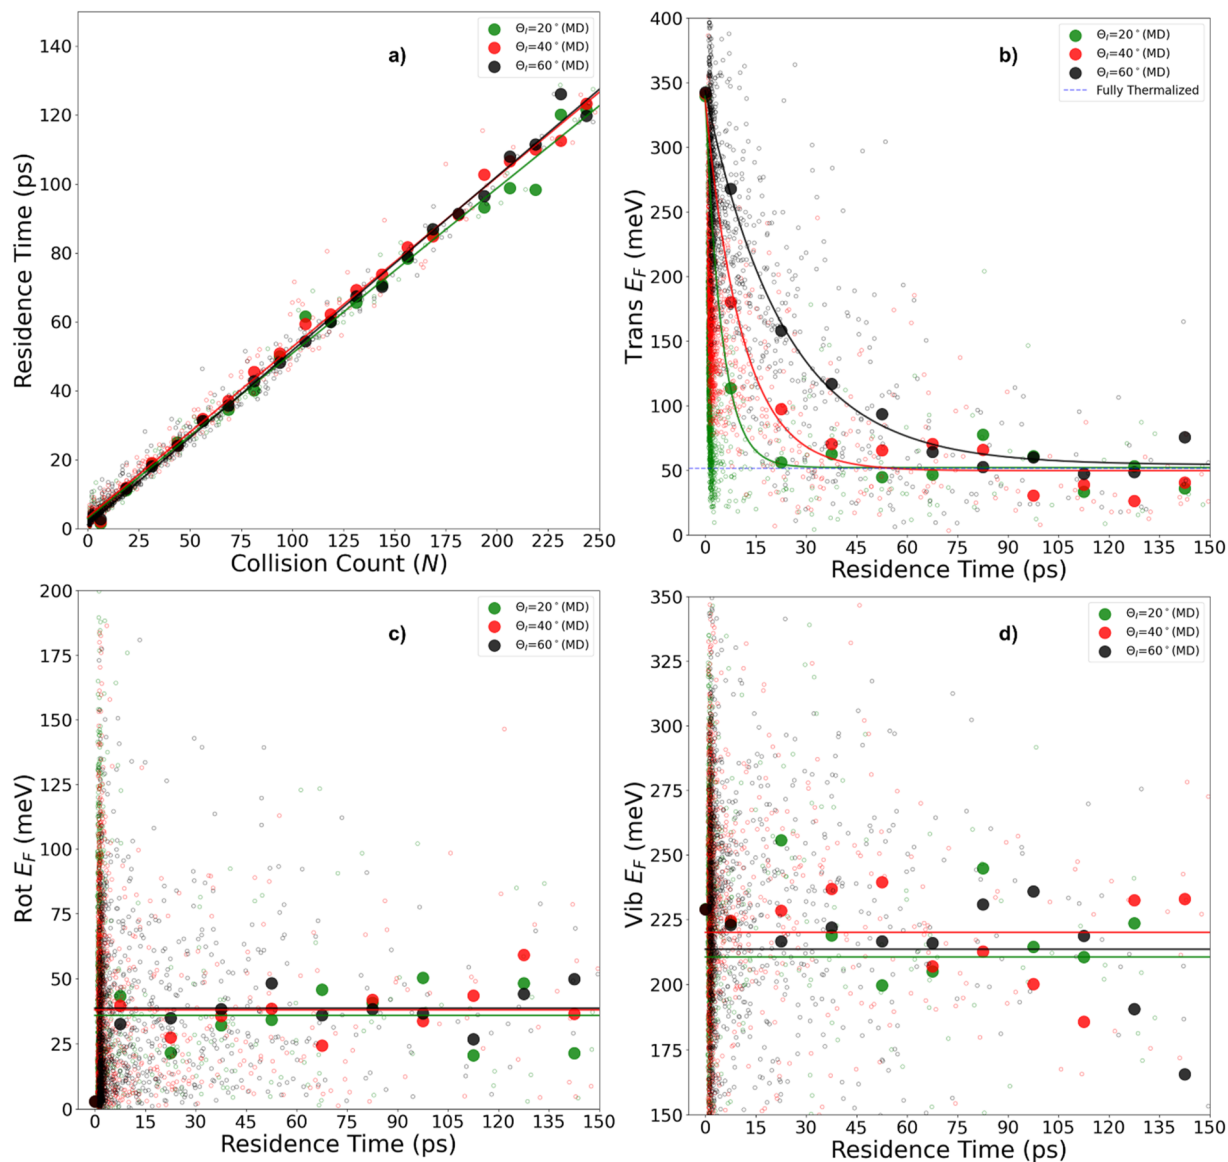 a)
Θ_I=20°(MD)
Θ_I=40°(MD)
Θ_I=60°(MD)
140
120
100
80
60
40
20
0
Residence Time (ps)
0 25 50 75 100 125 150 175 200 225 250
Collision Count (N)
b)
Θ_I=20°(MD)
Θ_I=40°(MD)
Θ_I=60°(MD)
Fully Thermalized
400
350
300
250
200
150
100
50
0
Trans E_F (meV)
0 15 30 45 60 75 90 105 120 135 150
Residence Time (ps)
c)
Θ_I=20°(MD)
Θ_I=40°(MD)
Θ_I=60°(MD)
200
175
150
125
100
75
50
25
0
Rot E_F (meV)
0 15 30 45 60 75 90 105 120 135 150
Residence Time (ps)
d)
Θ_I=20°(MD)
Θ_I=40°(MD)
Θ_I=60°(MD)
350
325
300
275
250
225
200
175
150
Vib E_F (meV)
0 15 30 45 60 75 90 105 120 135 150
Residence Time (ps)